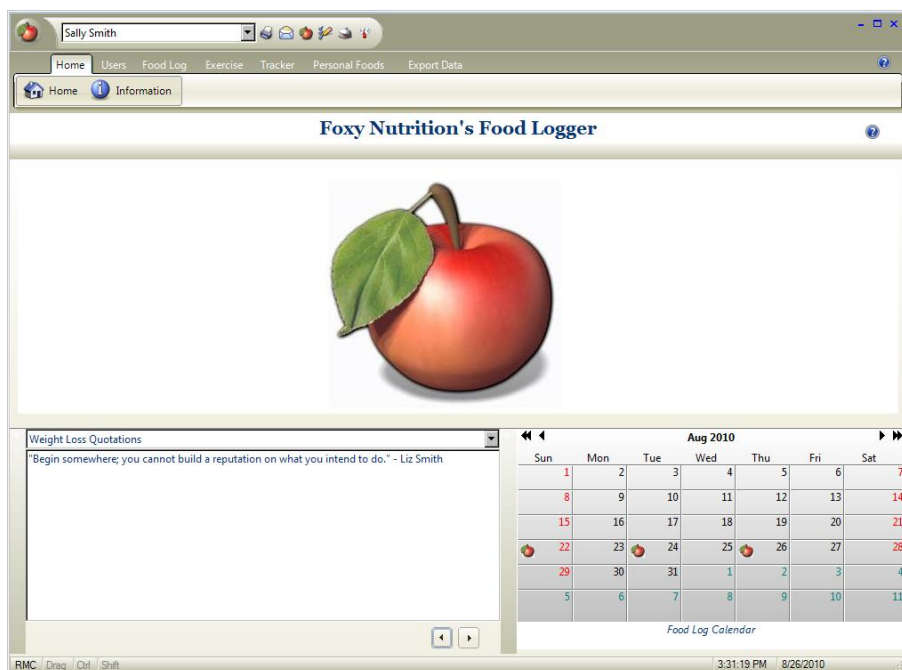 Sally Smith
Home Users Food Log Exercise Tracker Personal Foods Export Data
Home Information
Foxy Nutrition's Food Logger
Weight Loss Quotations
"Begin somewhere; you cannot build a reputation on what you intend to do." - Liz Smith
Aug 2010
Sun Mon Tue Wed Thu Fri Sat
1 2 3 4 5 6 7
8 9 10 11 12 13 14
15 16 17 18 19 20 21
22 23 24 25 26 27 28
29 30 31 1 2 3 4
5 6 7 8 9 10 11
Food Log Calendar
RMC Drag Ctrl Shift 3:31:19 PM 8/26/2010